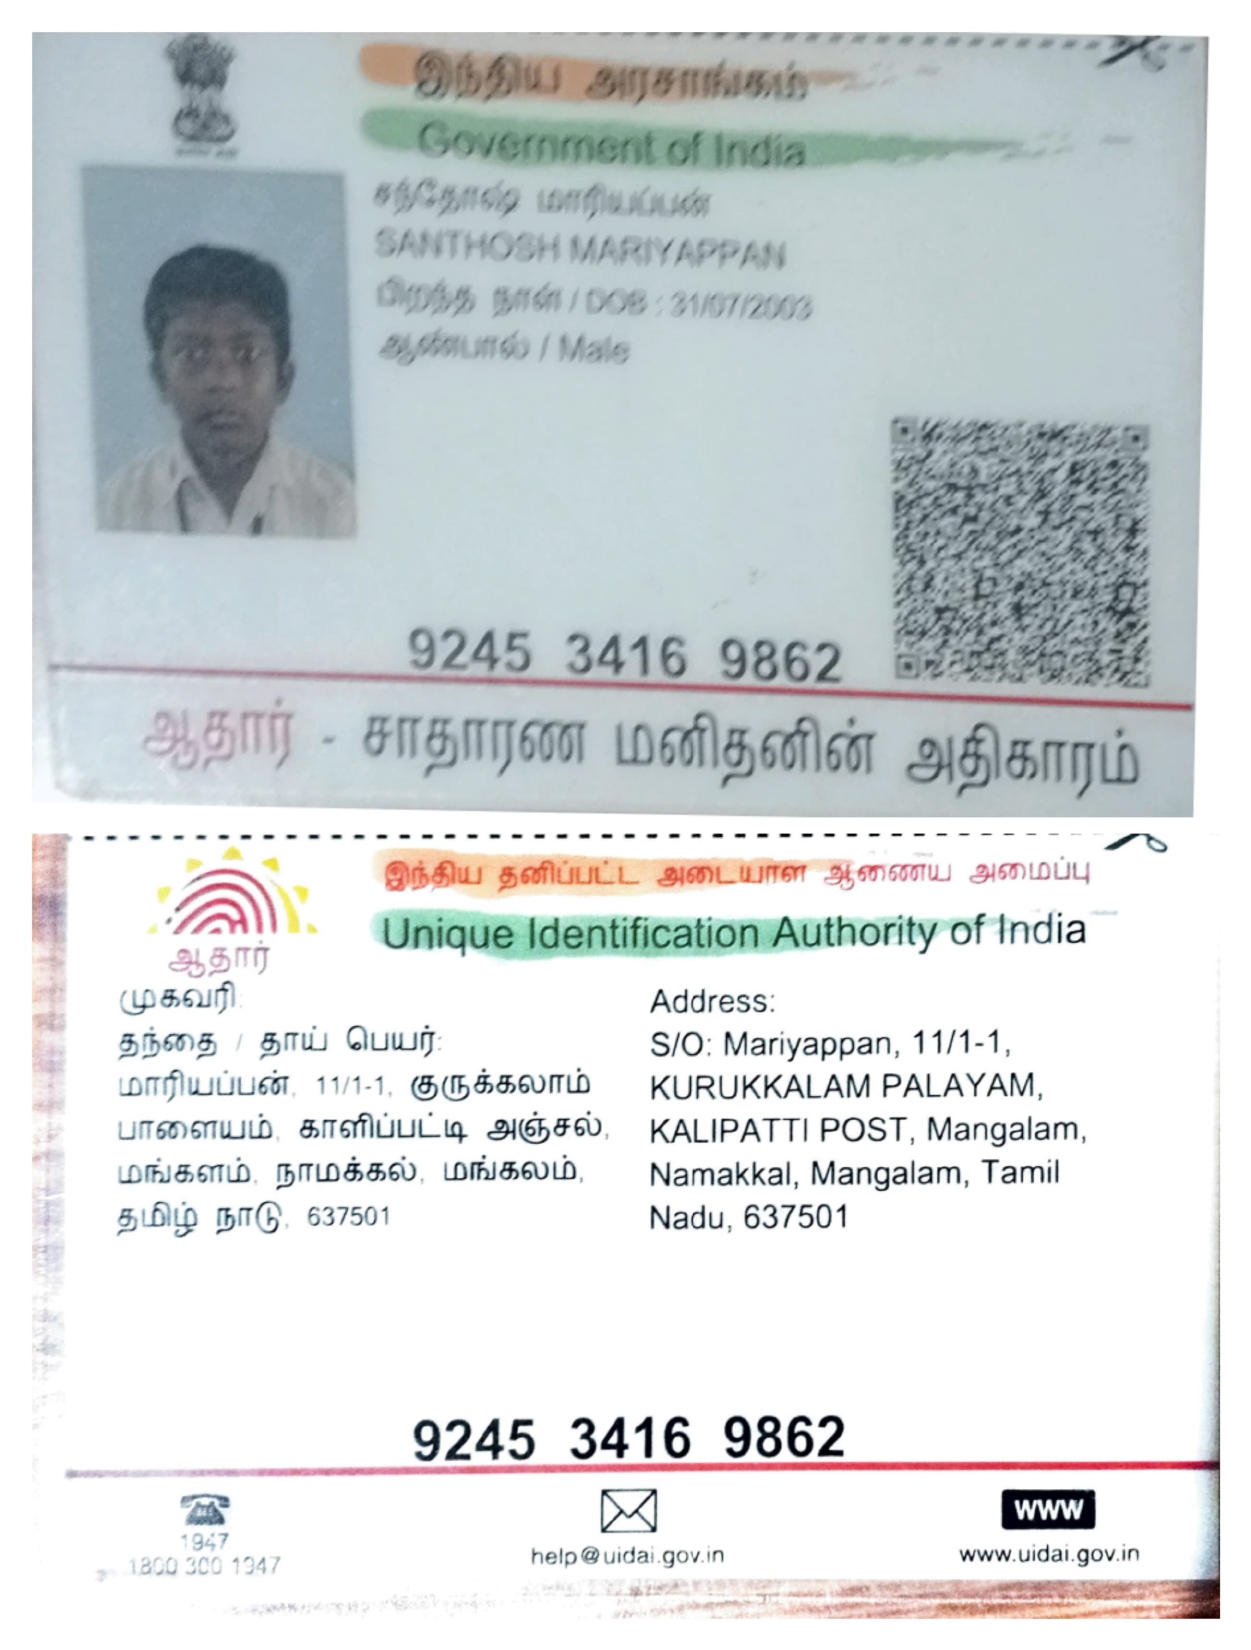 இந்திய அரசாங்கம்
Government of India
சந்தோஷ் மாரியப்பன்
SANTHOSH MARIYAPPAN
பிறந்த நாள் / DOB : 31/07/2003
ஆண்பால் / Male
9245 3416 9862
ஆதார் - சாதாரண மனிதனின் அதிகாரம்
இந்திய தனிப்பட்ட அடையாள ஆணைய அமைப்பு
Unique Identification Authority of India
ஆதார்
முகவரி:
தந்தை / தாய் பெயர்:
மாரியப்பன், 11/1-1, குருக்கலாம்
பாளையம், காளிப்பட்டி அஞ்சல்,
மங்களம், நாமக்கல், மங்கலம்,
தமிழ் நாடு, 637501
Address:
S/O: Mariyappan, 11/1-1,
KURUKKALAM PALAYAM,
KALIPATTI POST, Mangalam,
Namakkal, Mangalam, Tamil
Nadu, 637501
9245 3416 9862
1947
1800 300 1947
help@uidai.gov.in
www
www.uidai.gov.in